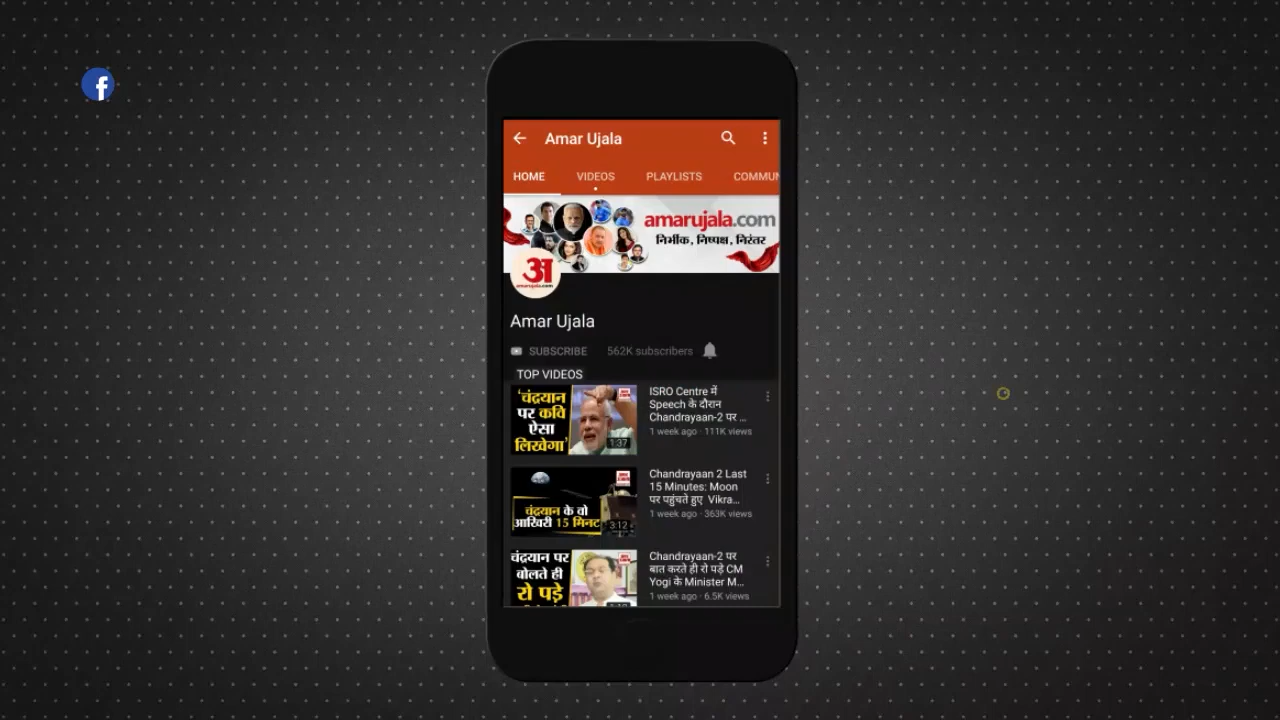 f
Amar Ujala
HOME VIDEOS PLAYLISTS COMMUN
amarujala.com
निर्भीक, निष्पक्ष, निरंतर
अ
amarujala.com
Amar Ujala
SUBSCRIBE 562K subscribers
TOP VIDEOS
'चंद्रयान
पर कवि
ऐसा
लिखेगा'
1:37
ISRO Centre में
Speech के दौरान
Chandrayaan-2 पर ...
1 week ago · 111K views
चंद्रयान के वो
आखिरी 15 मिनट
3:12
Chandrayaan 2 Last
15 Minutes: Moon
पर पहुंचते हुए Vikra...
1 week ago · 363K views
चंद्रयान पर
बोलते ही
रो पड़े
Chandrayaan-2 पर
बात करते ही रो पड़े CM
Yogi के Minister M...
1 week ago · 6.5K views